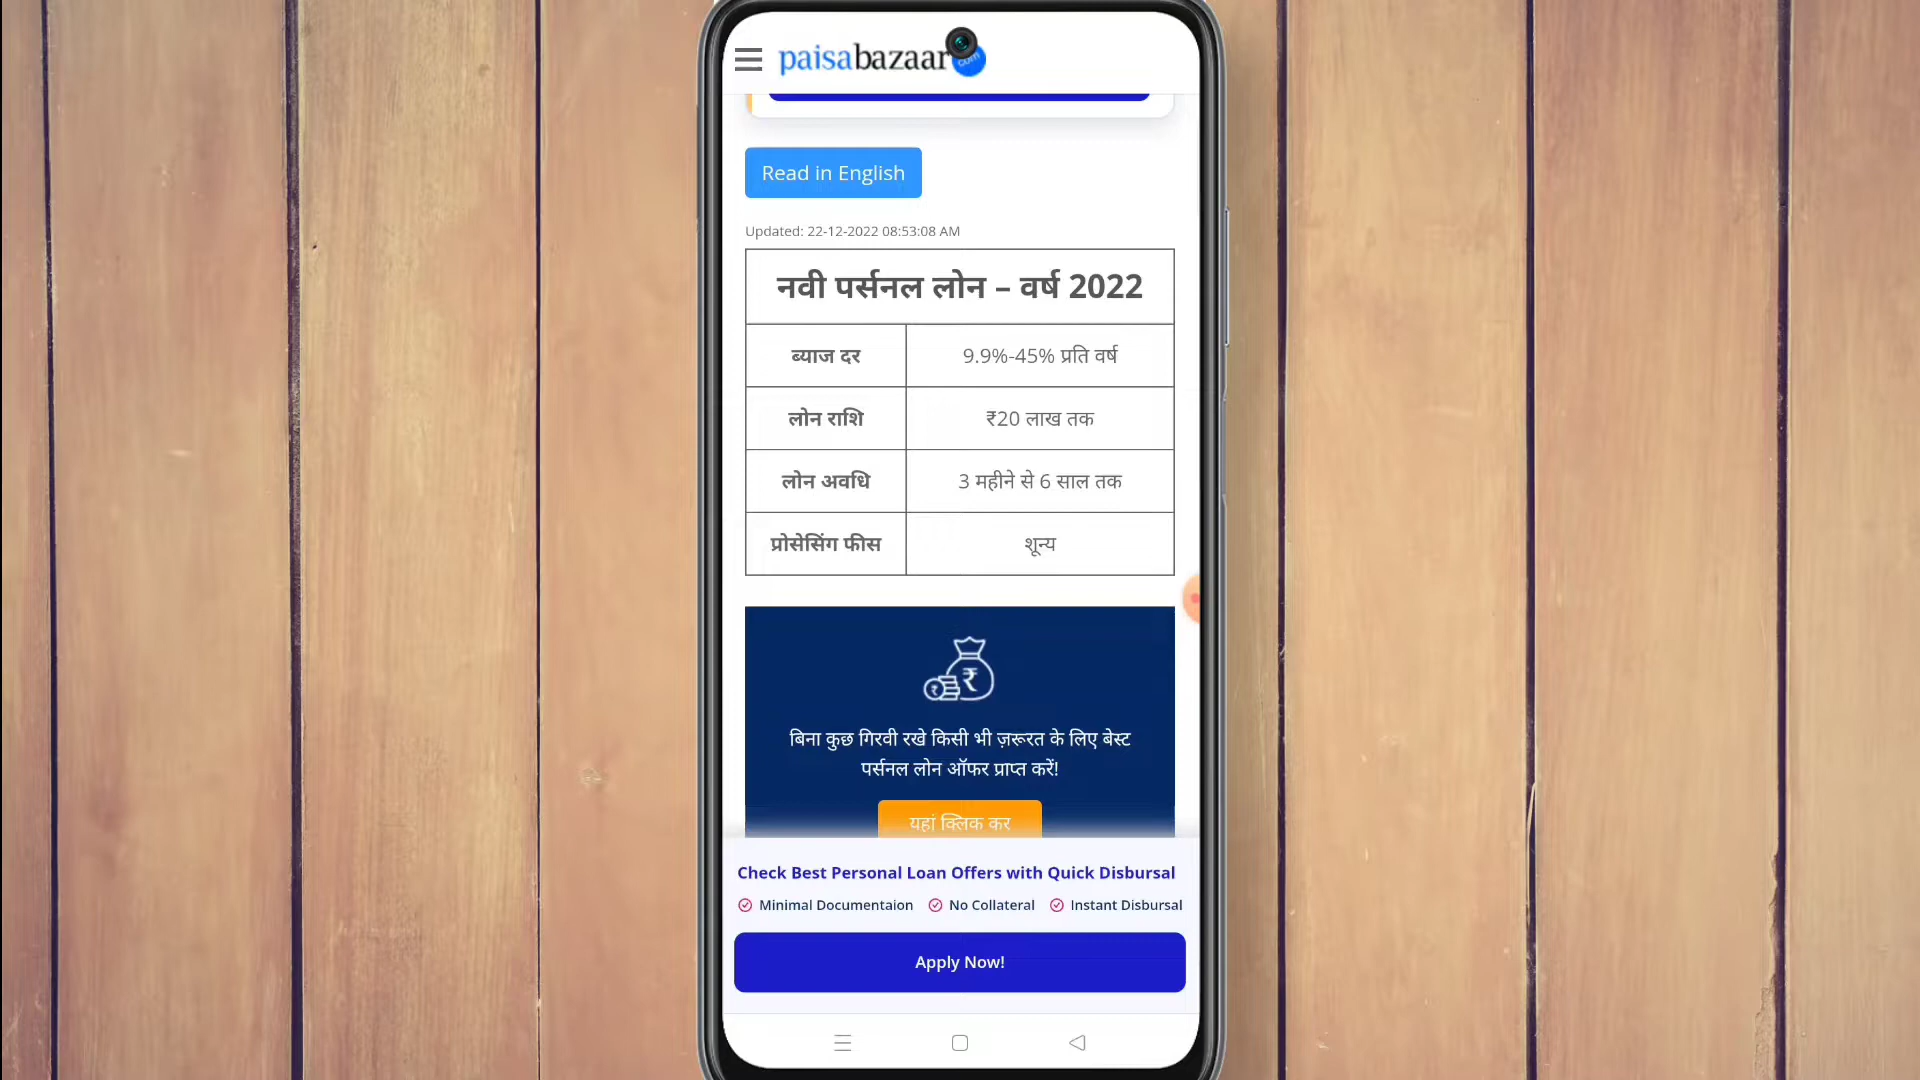 paisabazaar
com
Read in English
Updated: 22-12-2022 08:53:08 AM
नवी पर्सनल लोन – वर्ष 2022
ब्याज दर 9.9%-45% प्रति वर्ष
लोन राशि ₹20 लाख तक
लोन अवधि 3 महीने से 6 साल तक
प्रोसेसिंग फीस शून्य
बिना कुछ गिरवी रखे किसी भी ज़रूरत के लिए बेस्ट
पर्सनल लोन ऑफर प्राप्त करें!
यहां क्लिक कर
Check Best Personal Loan Offers with Quick Disbursal
Minimal Documentaion No Collateral Instant Disbursal
Apply Now!